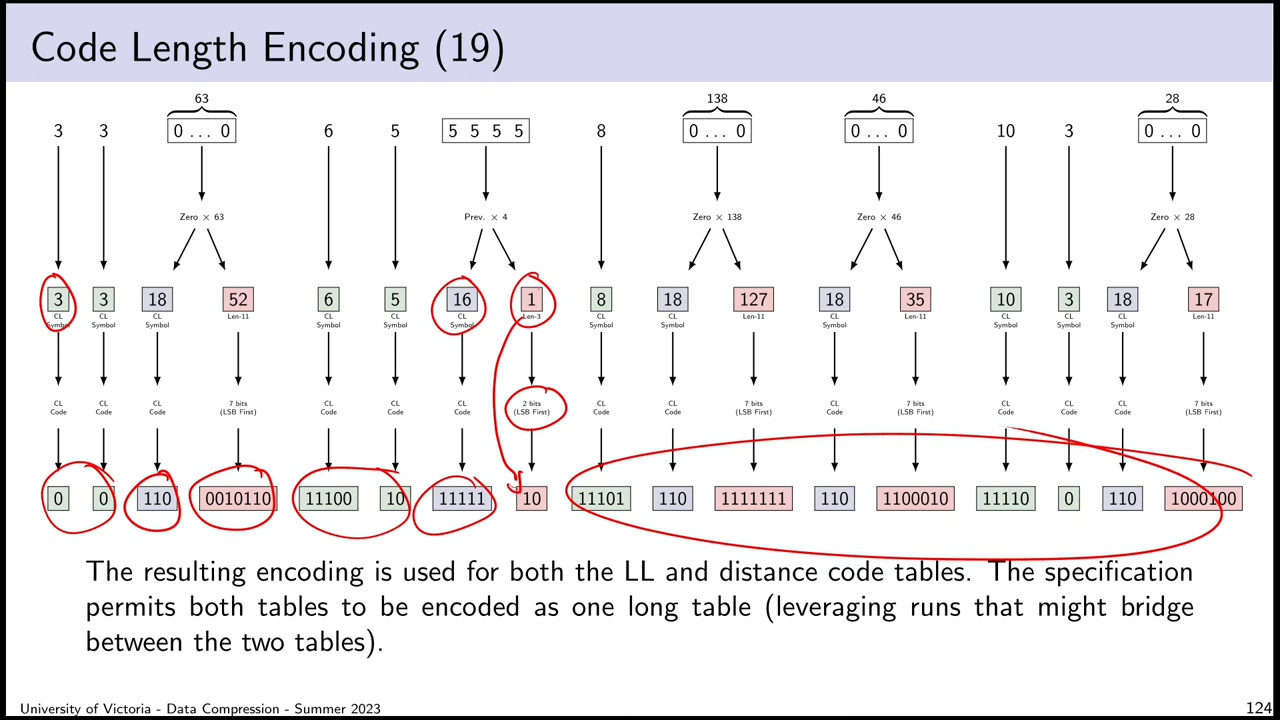 Code Length Encoding (19)
63 138 46 28
3 3 0 ... 0 6 5 5 5 5 5 8 0 ... 0 0 ... 0 10 3 0 ... 0
Zero × 63 Prev. × 4 Zero × 138 Zero × 46 Zero × 28
3 3 18 52 6 5 16 1 8 18 127 18 35 10 3 18 17
CL CL CL Len-11 CL CL CL Len-3 CL CL Len-11 CL Len-11 CL CL CL Len-11
Symbol Symbol Symbol Symbol Symbol Symbol Symbol Symbol Symbol Symbol Symbol Symbol
CL CL CL 7 bits CL CL CL 2 bits CL CL 7 bits CL 7 bits CL CL CL 7 bits
Code Code Code (LSB First) Code Code Code (LSB First) Code Code (LSB First) Code (LSB First) Code Code Code (LSB First)
0 0 110 0010110 11100 10 11111 10 11101 110 1111111 110 1100010 11110 0 110 1000100
The resulting encoding is used for both the LL and distance code tables. The specification
permits both tables to be encoded as one long table (leveraging runs that might bridge
between the two tables).
University of Victoria - Data Compression - Summer 2023 124